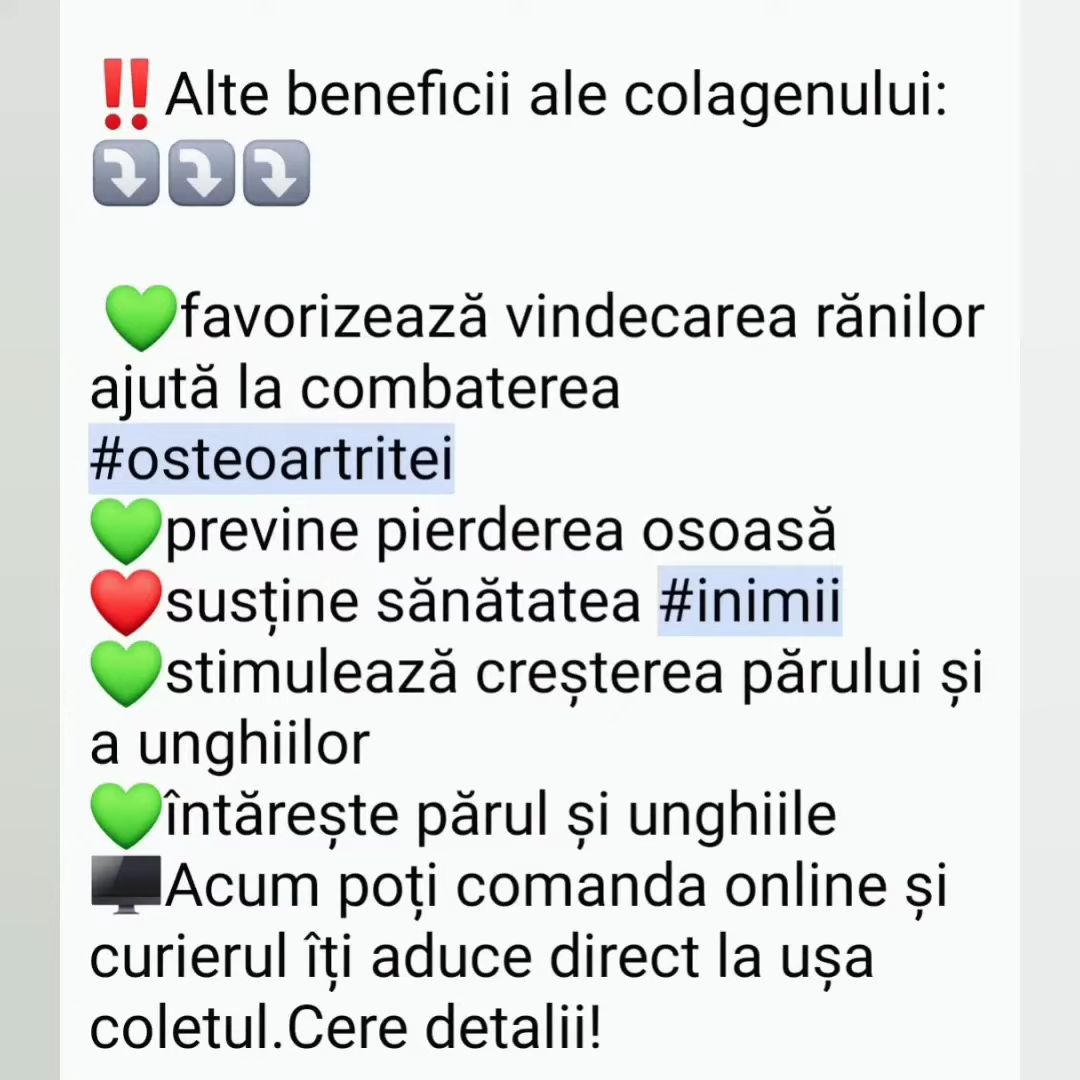 ‼️Alte beneficii ale colagenului:
⤵️⤵️⤵️
💚favorizează vindecarea rănilor
ajută la combaterea
#osteoartritei
💚previne pierderea osoasă
❤️susține sănătatea #inimii
💚stimulează creșterea părului și
a unghiilor
💚întărește părul și unghiile
🖥️Acum poți comanda online și
curierul îți aduce direct la ușa
coletul.Cere detalii!